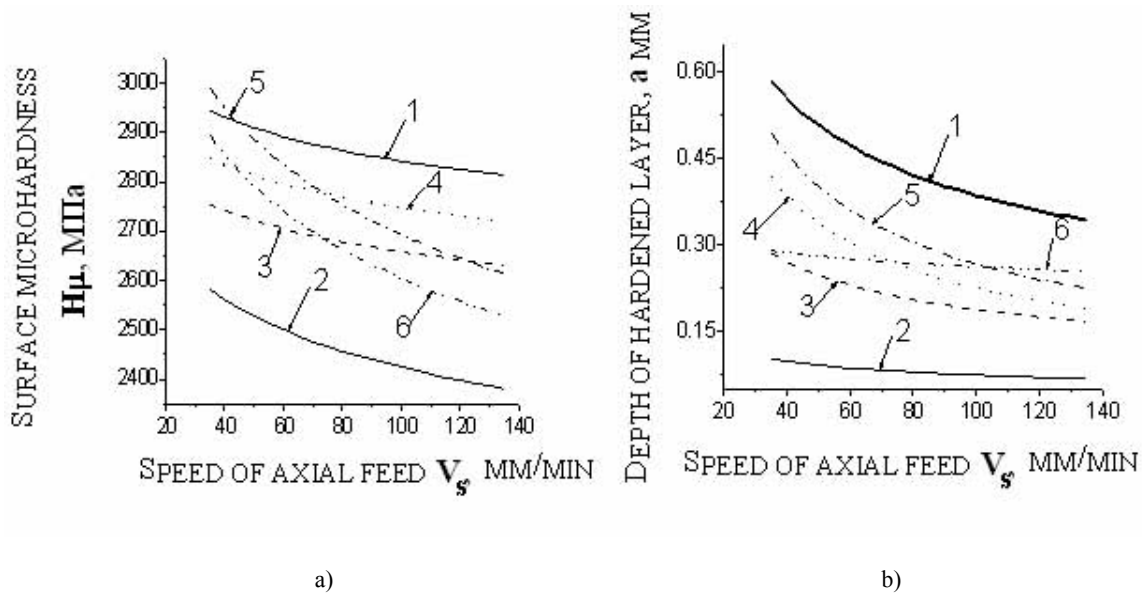 SURFACE MICROHARDNESS
Hμ, МПа
3000
2900
2800
2700
2600
2500
2400
5
1
4
3
2
6
20 40 60 80 100 120 140
SPEED OF AXIAL FEED Vs, MM/MIN
a)
DEPTH OF HARDENED LAYER, a MM
0.60
0.45
0.30
0.15
1
5
4
6
3
2
20 40 60 80 100 120 140
SPEED OF AXIAL FEED Vs, MM/MIN
b)